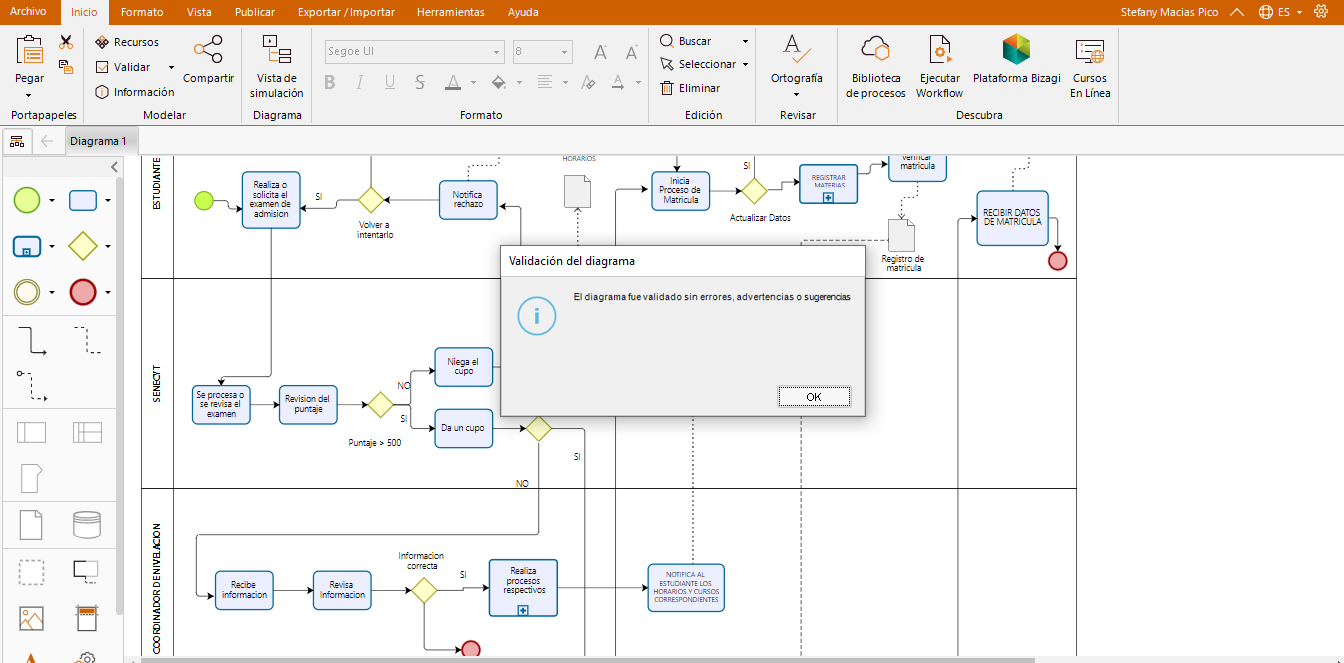 Archivo
Inicio
Formato
Vista
Publicar
Exportar / Importar
Herramientas
Ayuda
Stefany Macias Pico
ES
Pegar
Recursos
Validar
Información
Compartir
Vista de
simulación
Segoe UI
8
B I U S A
Buscar
Seleccionar
Eliminar
Ortografía
Biblioteca
de procesos
Ejecutar
Workflow
Plataforma Bizagi
Cursos
En Línea
Portapapeles
Modelar
Diagrama
Formato
Edición
Revisar
Descubra
Diagrama 1
ESTUDIANTE
Realiza o
solicita el
examen de
admision
SI
Volver a
intentarlo
Notifica
rechazo
HORARIOS
Inicia
Proceso de
Matricula
SI
Actualizar Datos
REGISTRAR
MATERIAS
verificar
matricula
Registro de
matricula
RECIBIR DATOS
DE MATRICULA
Validación del diagrama
El diagrama fue validado sin errores, advertencias o sugerencias
OK
SENECYT
Se procesa o
se revisa el
examen
Revision del
puntaje
Puntaje > 500
NO
SI
Niega el
cupo
Da un cupo
SI
NO
COORDINADOR DE NIVELACION
Recibe
informacion
Revisa
Informacion
Informacion
correcta
SI
Realiza
procesos
respectivos
NOTIFICA AL
ESTUDIANTE LOS
HORARIOS Y CURSOS
CORRESPONDIENTES